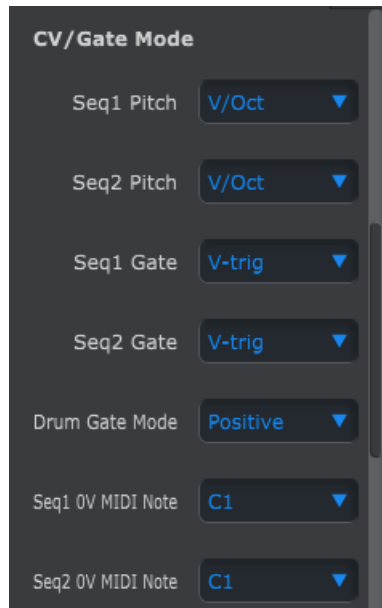 CV/Gate Mode
Seq1 Pitch V/Oct
Seq2 Pitch V/Oct
Seq1 Gate V-trig
Seq2 Gate V-trig
Drum Gate Mode Positive
Seq1 0V MIDI Note C1
Seq2 0V MIDI Note C1